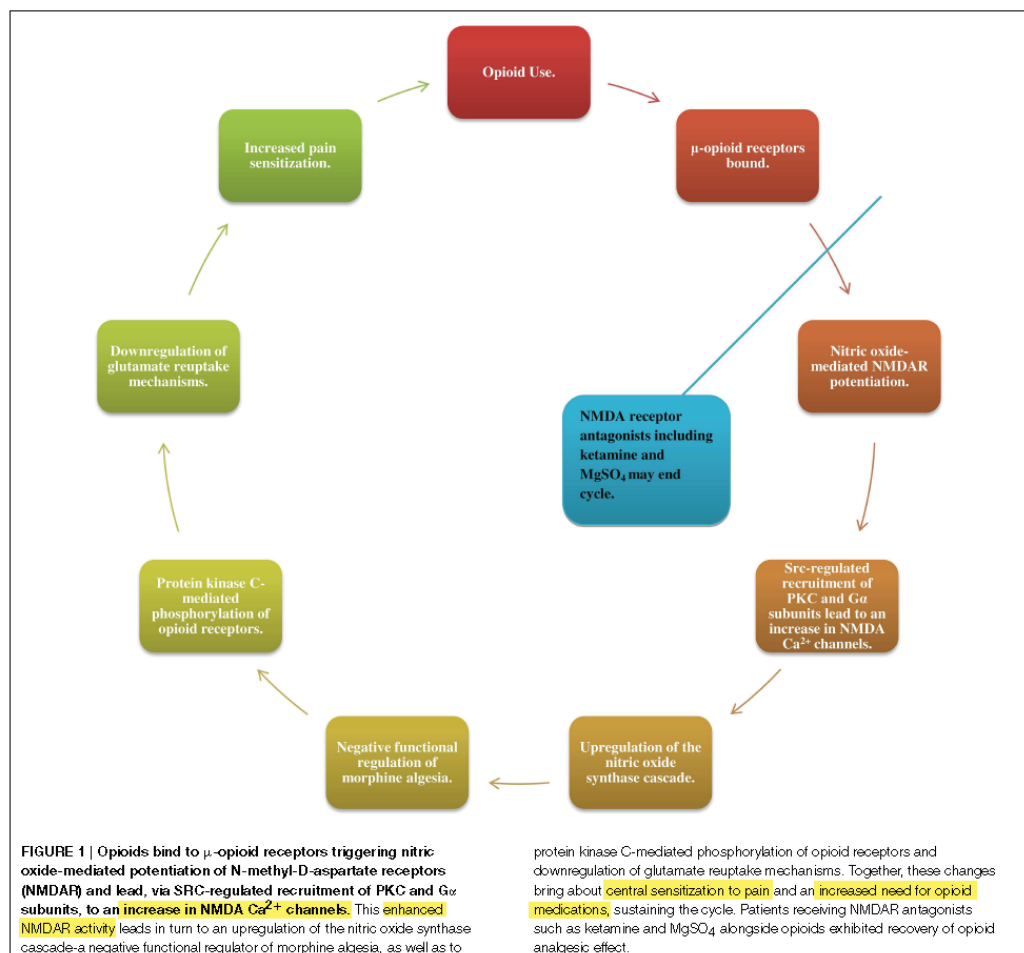 Opioid Use.
μ-opioid receptors
bound.
Nitric oxide-
mediated NMDAR
potentiation.
Src-regulated
recruitment of
PKC and Gα
subunits lead to an
increase in NMDA
Ca²⁺ channels.
Upregulation of the
nitric oxide
synthase cascade.
Negative functional
regulation of
morphine algesia.
Protein kinase C-
mediated
phosphorylation of
opioid receptors.
Downregulation of
glutamate reuptake
mechanisms.
Increased pain
sensitization.
NMDA receptor
antagonists including
ketamine and
MgSO₄ may end
cycle.
FIGURE 1 | Opioids bind to μ-opioid receptors triggering nitric
oxide-mediated potentiation of N-methyl-D-aspartate receptors
(NMDAR) and lead, via SRC-regulated recruitment of PKC and Gα
subunits, to an increase in NMDA Ca²⁺ channels. This enhanced
NMDAR activity leads in turn to an upregulation of the nitric oxide synthase
cascade-a negative functional regulator of morphine algesia, as well as to
protein kinase C-mediated phosphorylation of opioid receptors and
downregulation of glutamate reuptake mechanisms. Together, these changes
bring about central sensitization to pain and an increased need for opioid
medications, sustaining the cycle. Patients receiving NMDAR antagonists
such as ketamine and MgSO₄ alongside opioids exhibited recovery of opioid
analgesic effect.